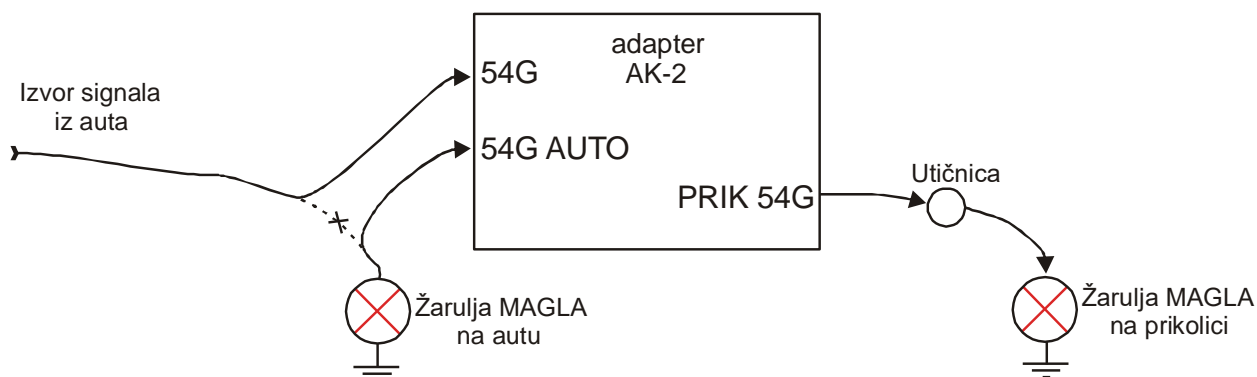 adapter
AK-2
54G
Izvor signala
iz auta
54G AUTO
Utičnica
PRIK 54G
Žarulja MAGLA
na autu
Žarulja MAGLA
na prikolici